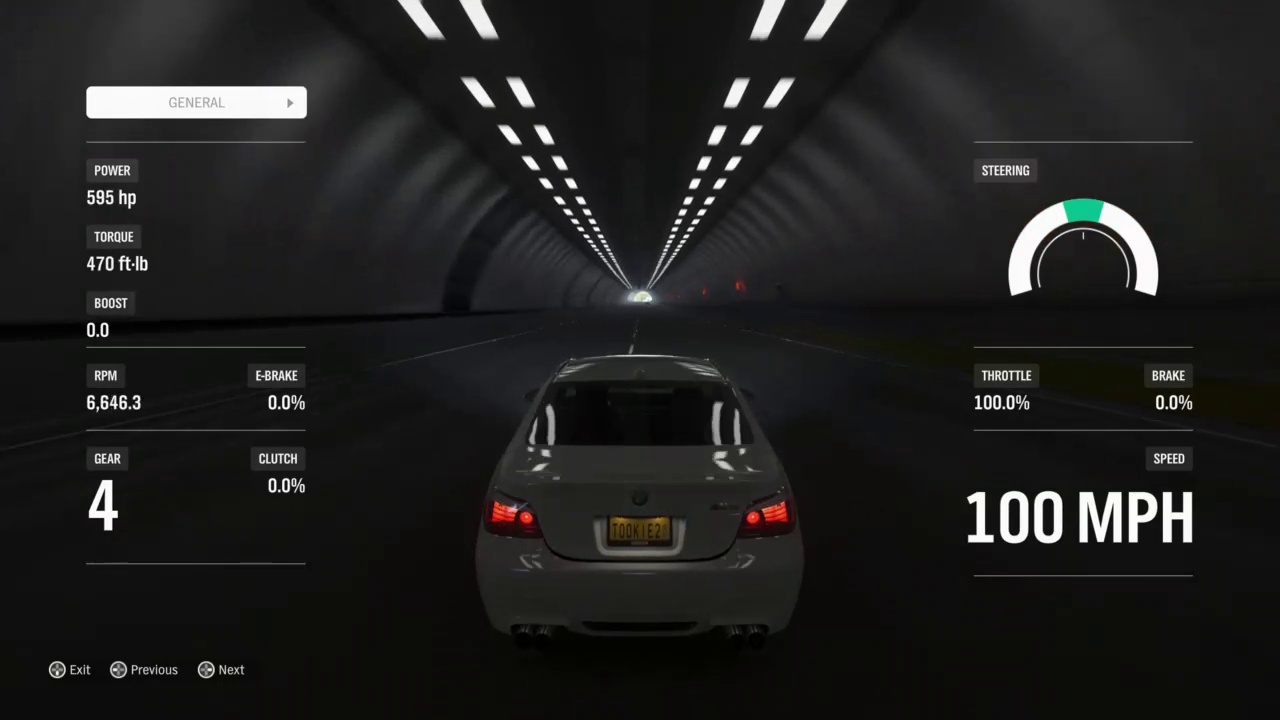 GENERAL
POWER
595 hp
TORQUE
470 ft·lb
BOOST
0.0
RPM
6,646.3
E-BRAKE
0.0%
GEAR
4
CLUTCH
0.0%
STEERING
THROTTLE
100.0%
BRAKE
0.0%
SPEED
100 MPH
TOOKIE2
Exit
Previous
Next